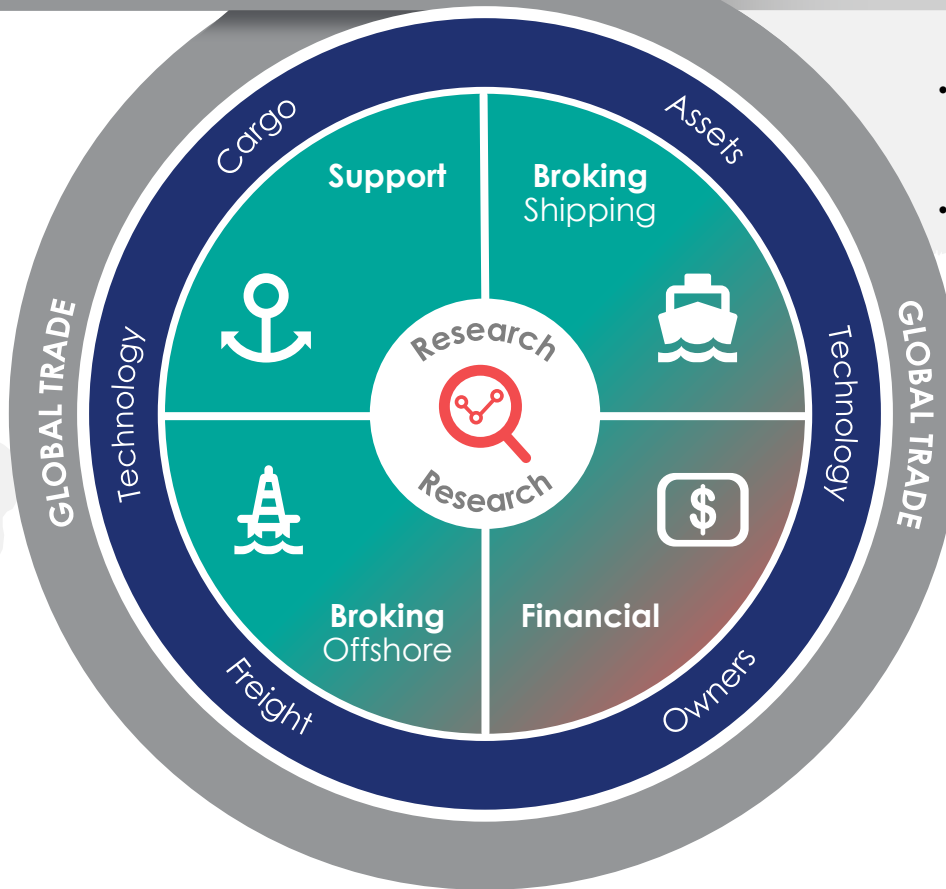 Cargo
Assets
Support
Broking
Shipping
GLOBAL TRADE
Technology
Research
Technology
GLOBAL TRADE
$
Research
Broking
Offshore
Financial
Freight
Owners